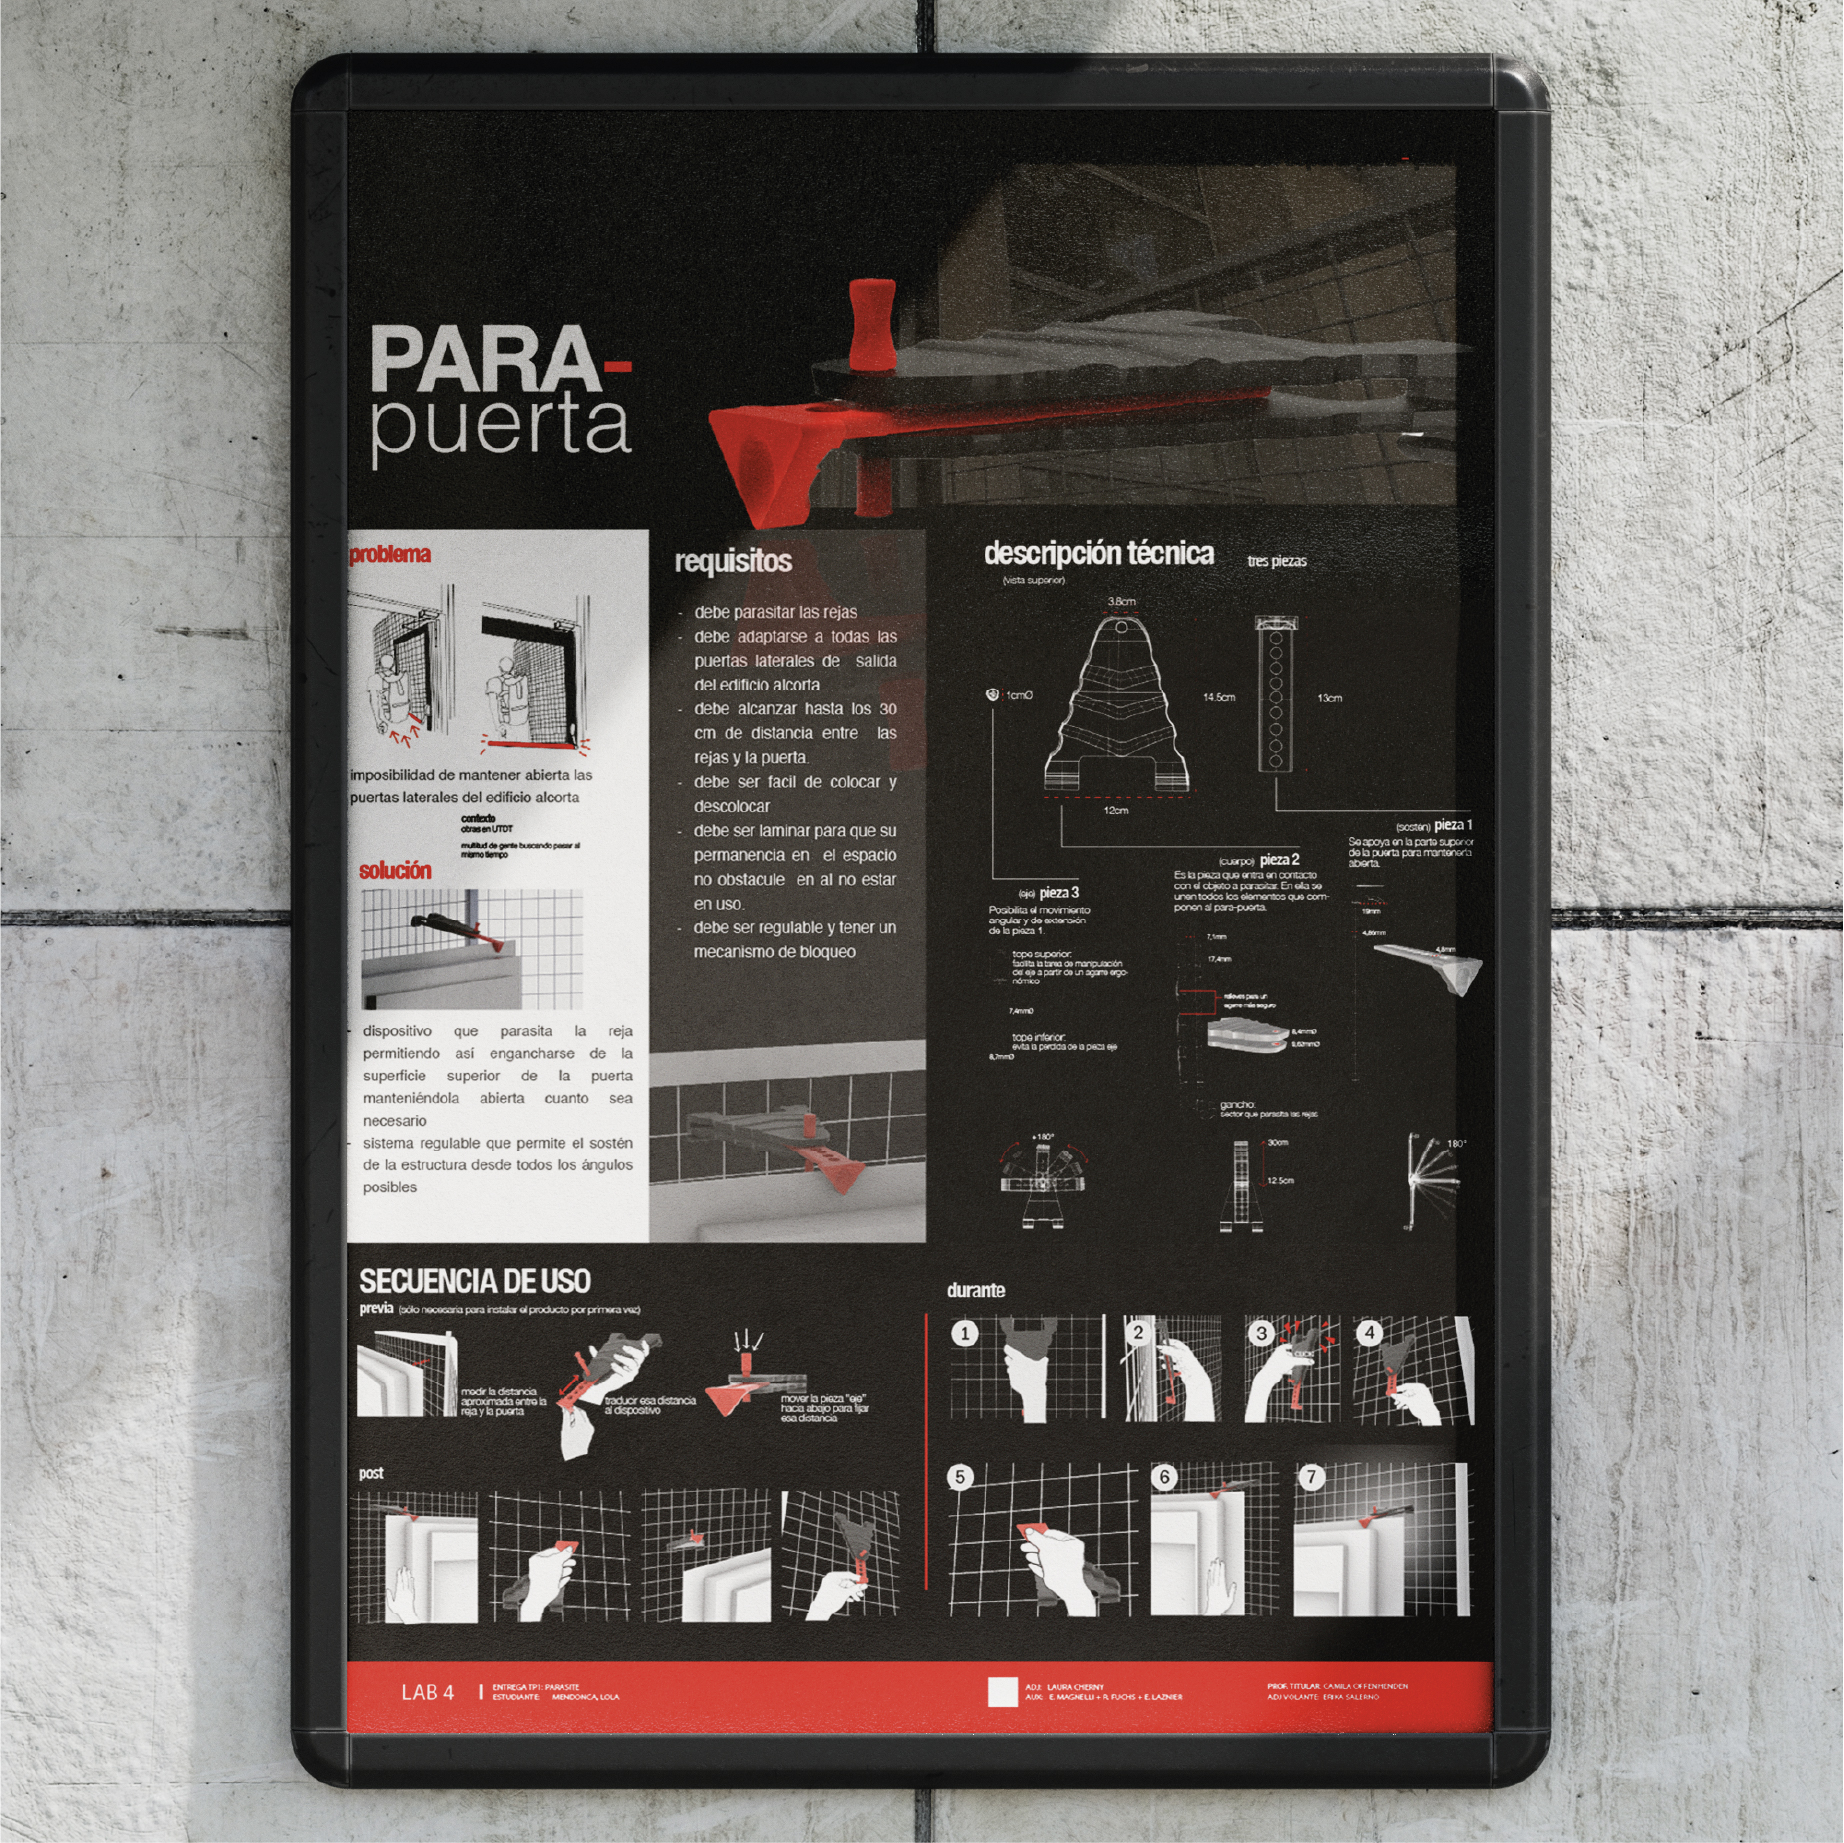 PARA-
puerta
problema
imposibilidad de mantener abierta las
puertas laterales del edificio alcorta
contexto
obras en UTDT
multitud de gente buscando pasar al
mismo tiempo
solución
dispositivo que parasita la reja
permitiendo así engancharse de la
superficie superior de la puerta
manteniéndola abierta cuanto sea
necesario
- sistema regulable que permite el sostén
de la estructura desde todos los ángulos
posibles
requisitos
- debe parasitar las rejas
- debe adaptarse a todas las
puertas laterales de salida
del edificio alcorta
- debe alcanzar hasta los 30
cm de distancia entre las
rejas y la puerta.
- debe ser facil de colocar y
descolocar
- debe ser laminar para que su
permanencia en el espacio
no obstacule en al no estar
en uso.
- debe ser regulable y tener un
mecanismo de bloqueo
descripción técnica
tres piezas
(vista superior)
3.8cm
1cmØ
14.5cm
13cm
12cm
(sostén) pieza 1
Se apoya en la parte superior
de la puerta para mantenerla
abierta.
(cuerpo) pieza 2
Es la pieza que entra en contacto
con el objeto a parasitar. En ella se
unen todos los elementos que com-
ponen al para-puerta.
(eje) pieza 3
Posibilita el movimiento
angular y de extensión
de la pieza 1.
tope superior:
facilita la tarea de manipulación
del eje a partir de un agarre ergo-
nómico
7,4mmØ
tope inferior:
evita la perdida de la pieza eje
8,7mmØ
7,1mm
17,4mm
relieves para un
agarre más seguro
gancho:
sector que parasita las rejas
19mm
4,86mm
4,8mm
+180°
30cm
12.5cm
180°
SECUENCIA DE USO
previa (sólo necesaria para instalar el producto por primera vez)
medir la distancia
aproximada entre la
reja y la puerta
traducir esa distancia
al dispositivo
mover la pieza "eje"
hacia abajo para fijar
esa distancia
post
durante
1
2
3
4
5
6
7
LAB 4
ENTREGA TP1: PARASITE
ESTUDIANTE: MENDONCA, LOLA
ADJ: LAURA CHERNY
AUX: E. MAGNELLI + R. FUCHS + E. LAZNIER
PROF. TITULAR: CAMILA OFFENHENDEN
ADJ VOLANTE: ERIKA SALERNO